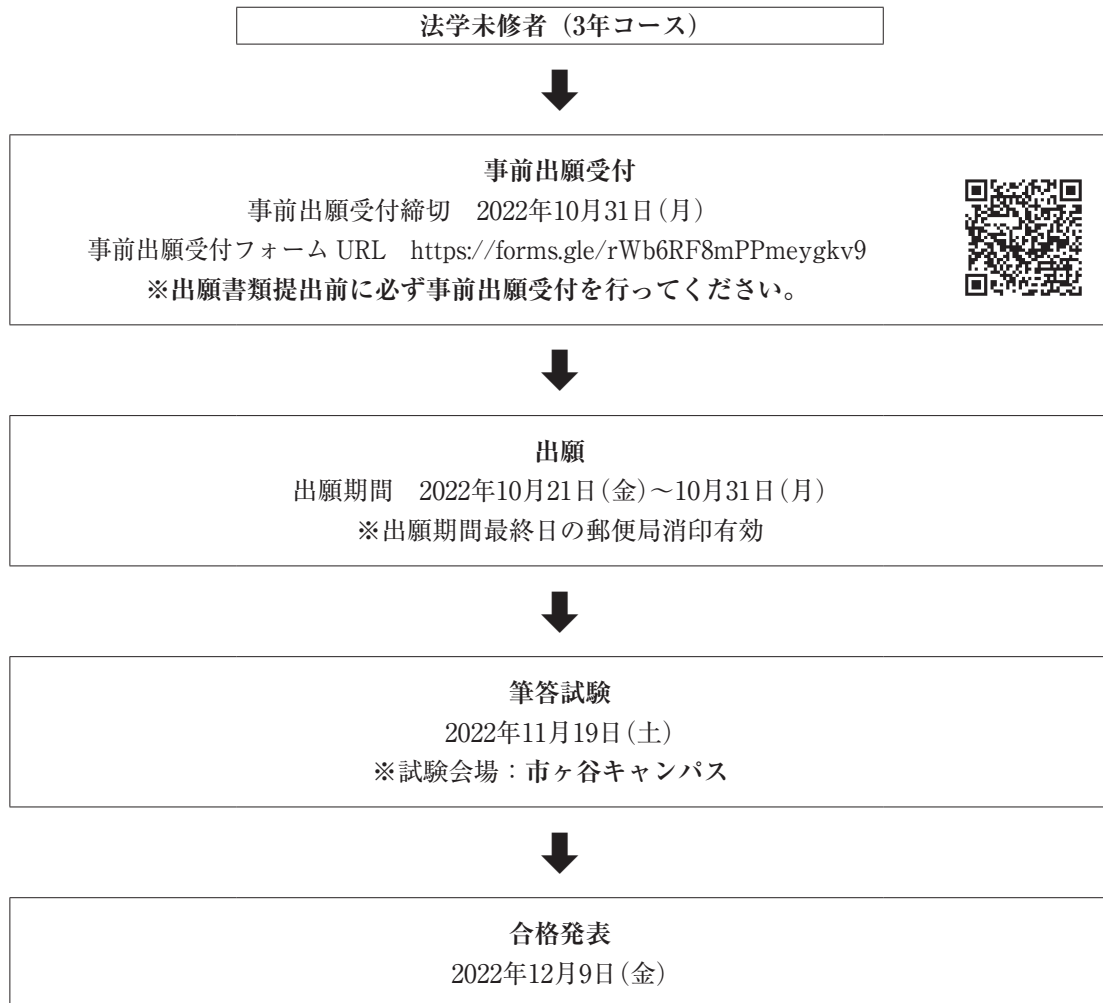 法学未修者（3年コース）
事前出願受付
事前出願受付締切　2022年10月31日（月）
事前出願受付フォーム URL　https://forms.gle/rWb6RF8mPPmeygkv9
※出願書類提出前に必ず事前出願受付を行ってください。
出願
出願期間　2022年10月21日（金）～10月31日（月）
※出願期間最終日の郵便局消印有効
筆答試験
2022年11月19日（土）
※試験会場：市ヶ谷キャンパス
合格発表
2022年12月9日（金）